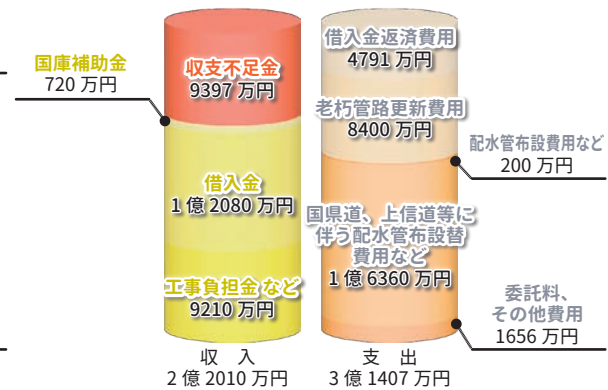 国庫補助金
720 万円
収支不足金
9397 万円
借入金
1 億 2080 万円
工事負担金 など
9210 万円
収　入
2 億 2010 万円
借入金返済費用
4791 万円
老朽管路更新費用
8400 万円
配水管布設費用など
200 万円
国県道、上信道等に
伴う配水管布設替
費用など
1 億 6360 万円
委託料、
その他費用
1656 万円
支　出
3 億 1407 万円